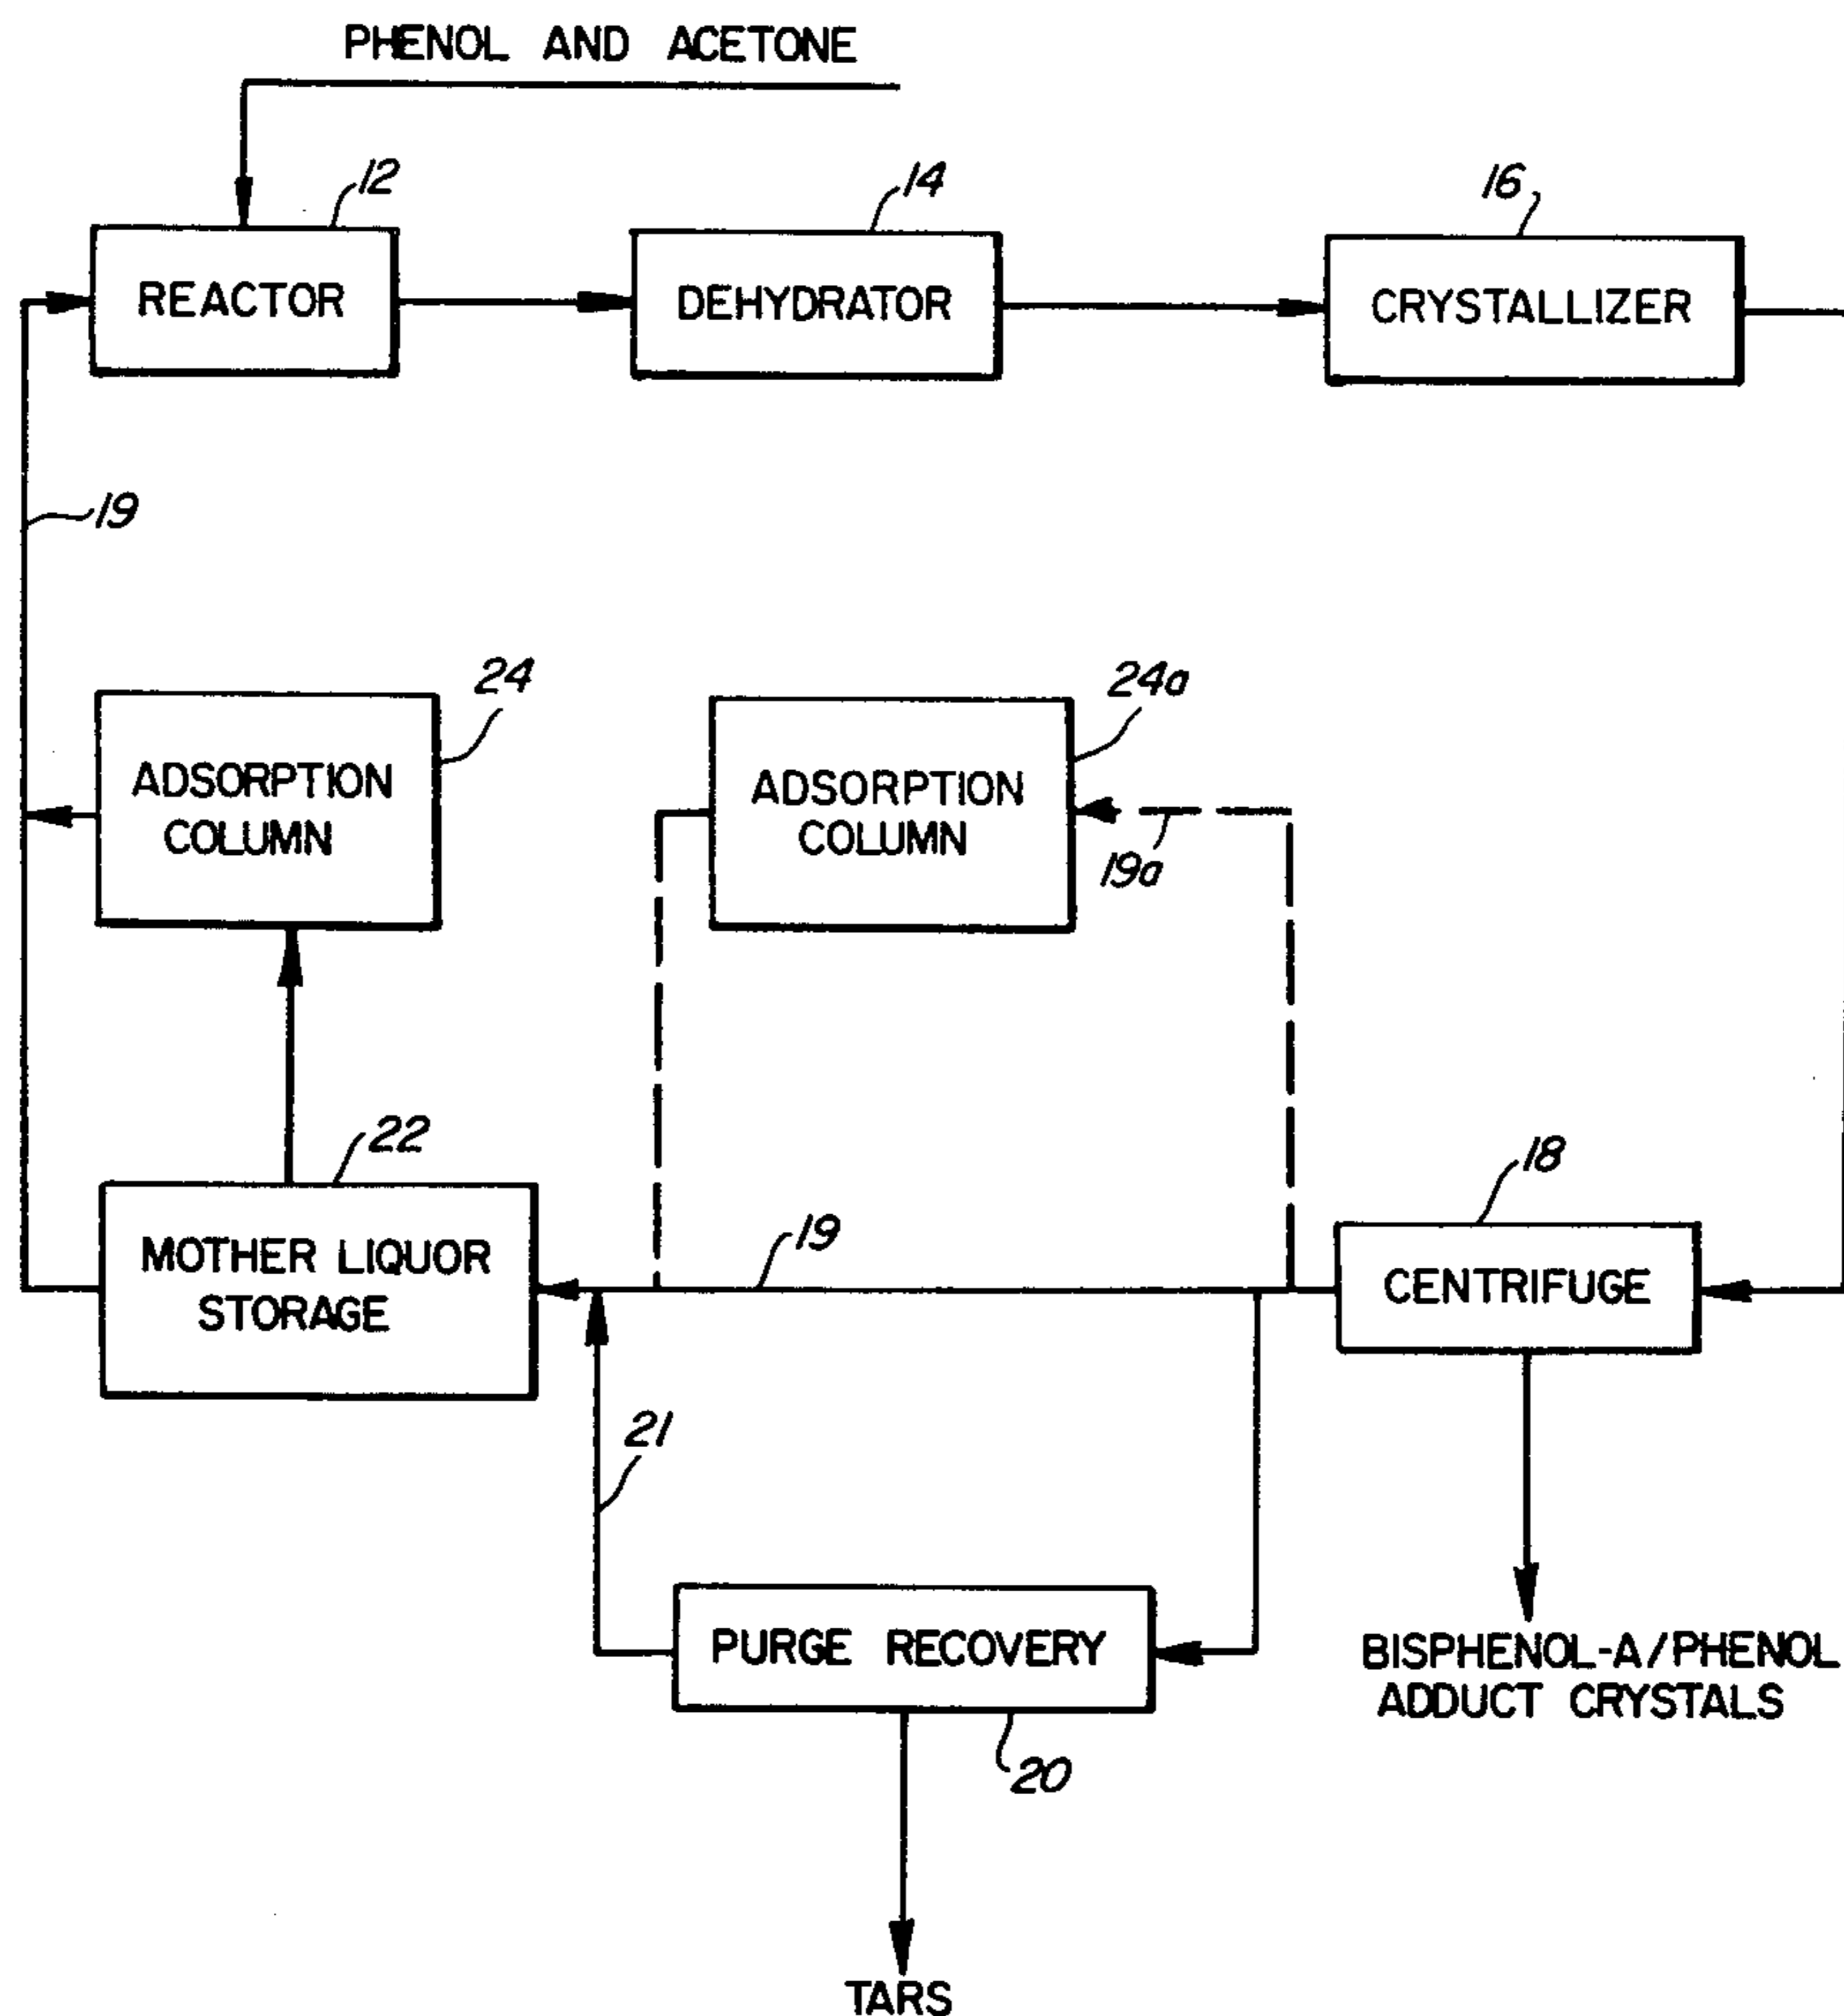 PHENOL AND ACETONE
12
14
16
REACTOR
DEHYDRATOR
CRYSTALLIZER
19
24
24a
ADSORPTION
COLUMN
ADSORPTION
COLUMN
19a
22
18
MOTHER LIQUOR
STORAGE
19
CENTRIFUGE
21
PURGE RECOVERY
BISPHENOL-A/PHENOL
ADDUCT CRYSTALS
20
TARS